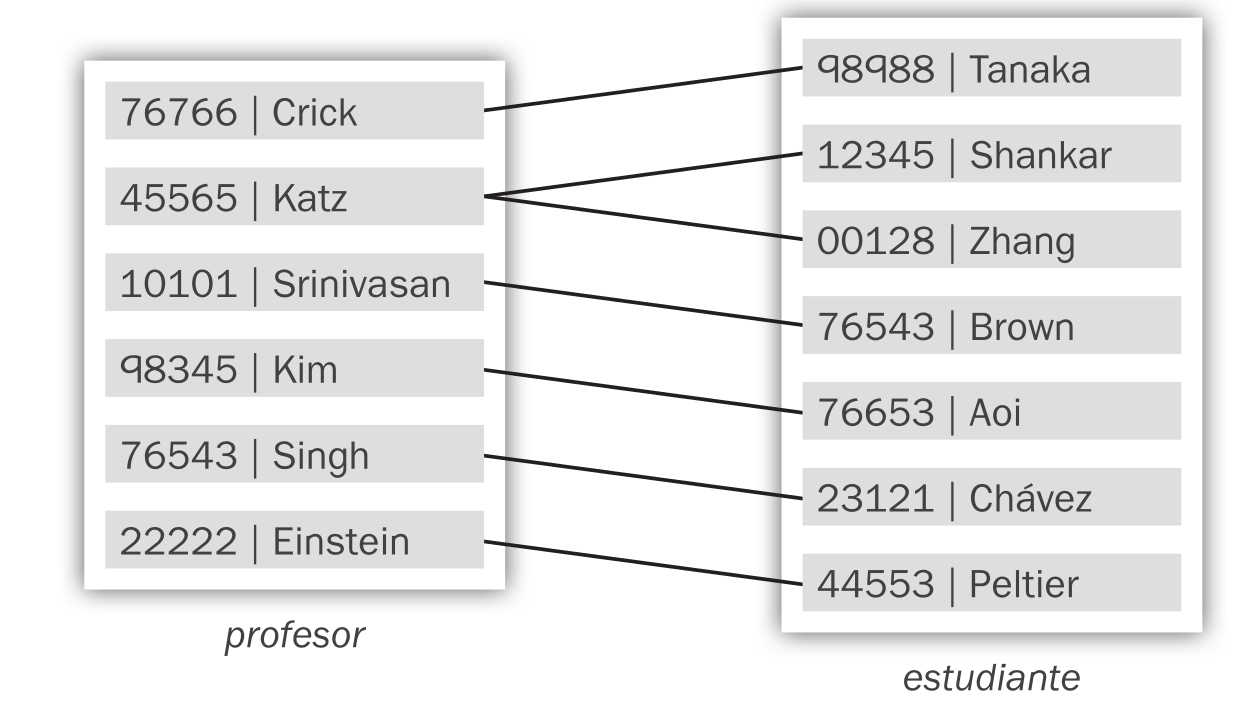 76766 | Crick
45565 | Katz
10101 | Srinivasan
98345 | Kim
76543 | Singh
22222 | Einstein
profesor
98988 | Tanaka
12345 | Shankar
00128 | Zhang
76543 | Brown
76653 | Aoi
23121 | Chávez
44553 | Peltier
estudiante